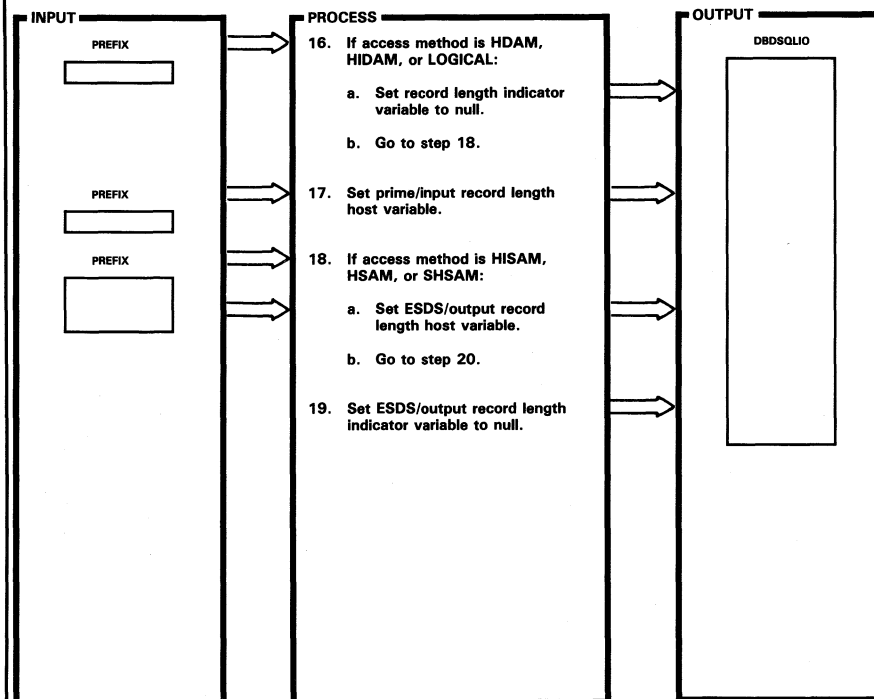 INPUT
PROCESS
OUTPUT
PREFIX
16. If access method is HDAM,
HIDAM, or LOGICAL:
a. Set record length indicator
variable to null.
b. Go to step 18.
DBDSQLIO
PREFIX
17. Set prime/input record length
host variable.
PREFIX
18. If access method is HISAM,
HSAM, or SHSAM:
a. Set ESDS/output record
length host variable.
b. Go to step 20.
19. Set ESDS/output record length
indicator variable to null.